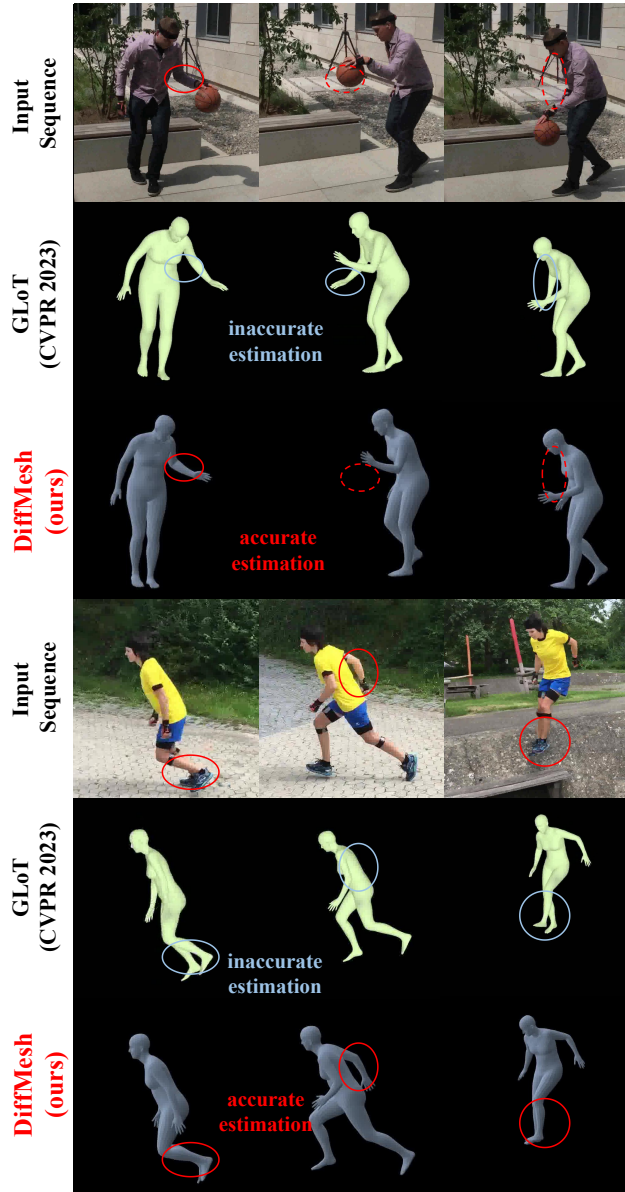 Input
Sequence
GLoT
(CVPR 2023)
inaccurate
estimation
DiffMesh
(ours)
accurate
estimation
Input
Sequence
GLoT
(CVPR 2023)
inaccurate
estimation
DiffMesh
(ours)
accurate
estimation